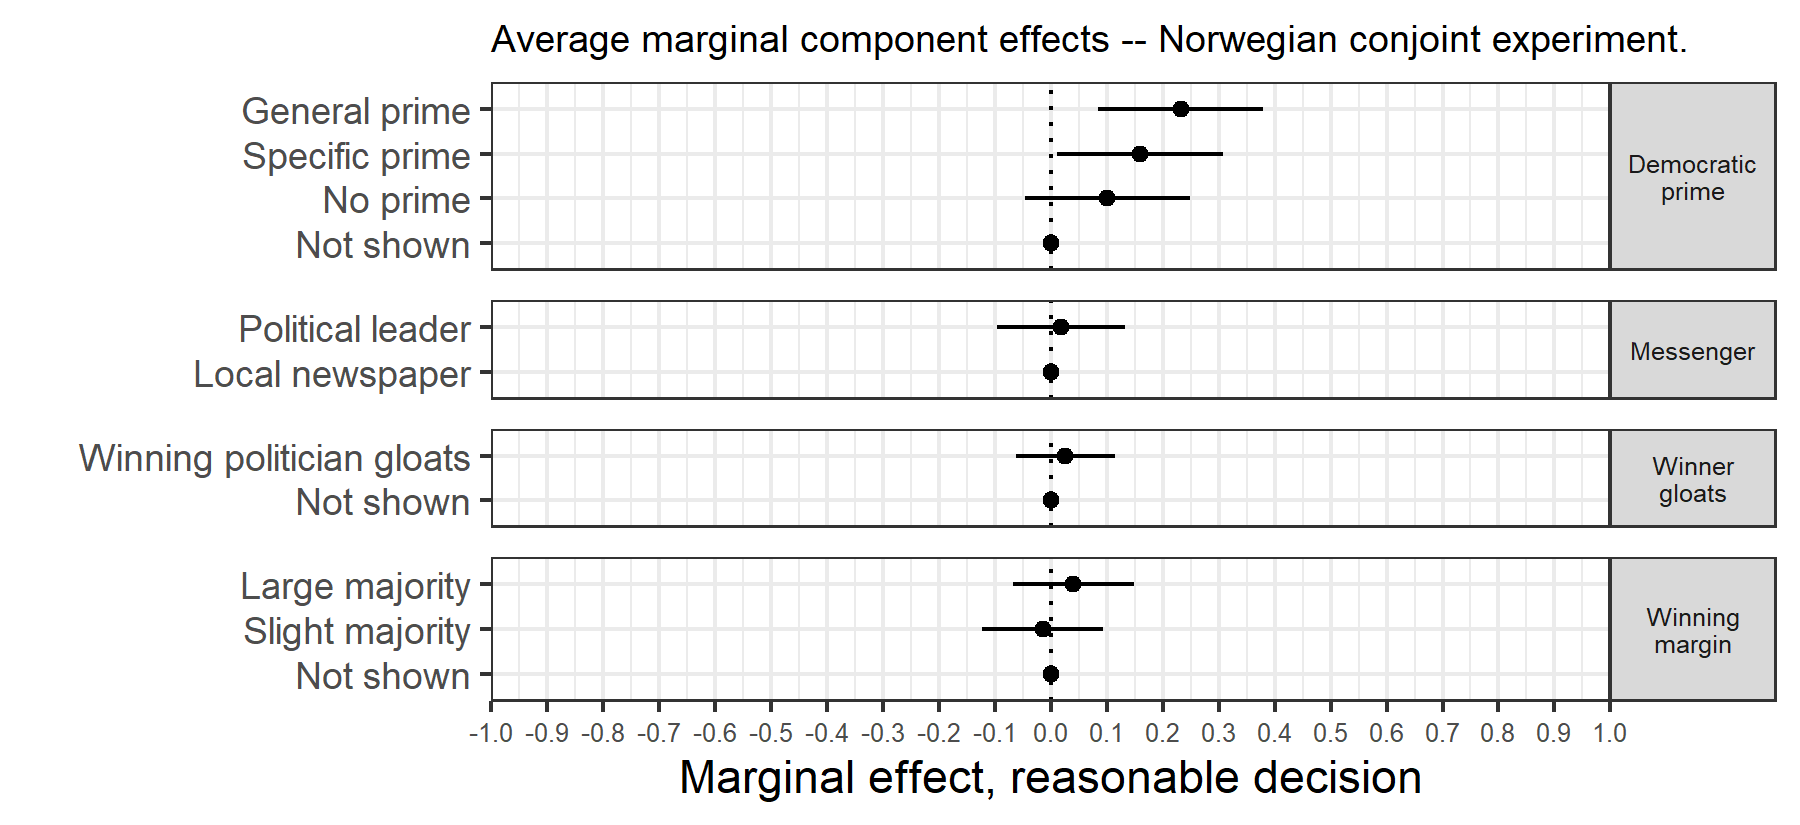 Average marginal component effects -- Norwegian conjoint experiment.
General prime
Specific prime
No prime
Not shown
Democratic
prime
Political leader
Local newspaper
Messenger
Winning politician gloats
Not shown
Winner
gloats
Large majority
Slight majority
Not shown
Winning
margin
-1.0 -0.9 -0.8 -0.7 -0.6 -0.5 -0.4 -0.3 -0.2 -0.1 0.0 0.1 0.2 0.3 0.4 0.5 0.6 0.7 0.8 0.9 1.0
Marginal effect, reasonable decision